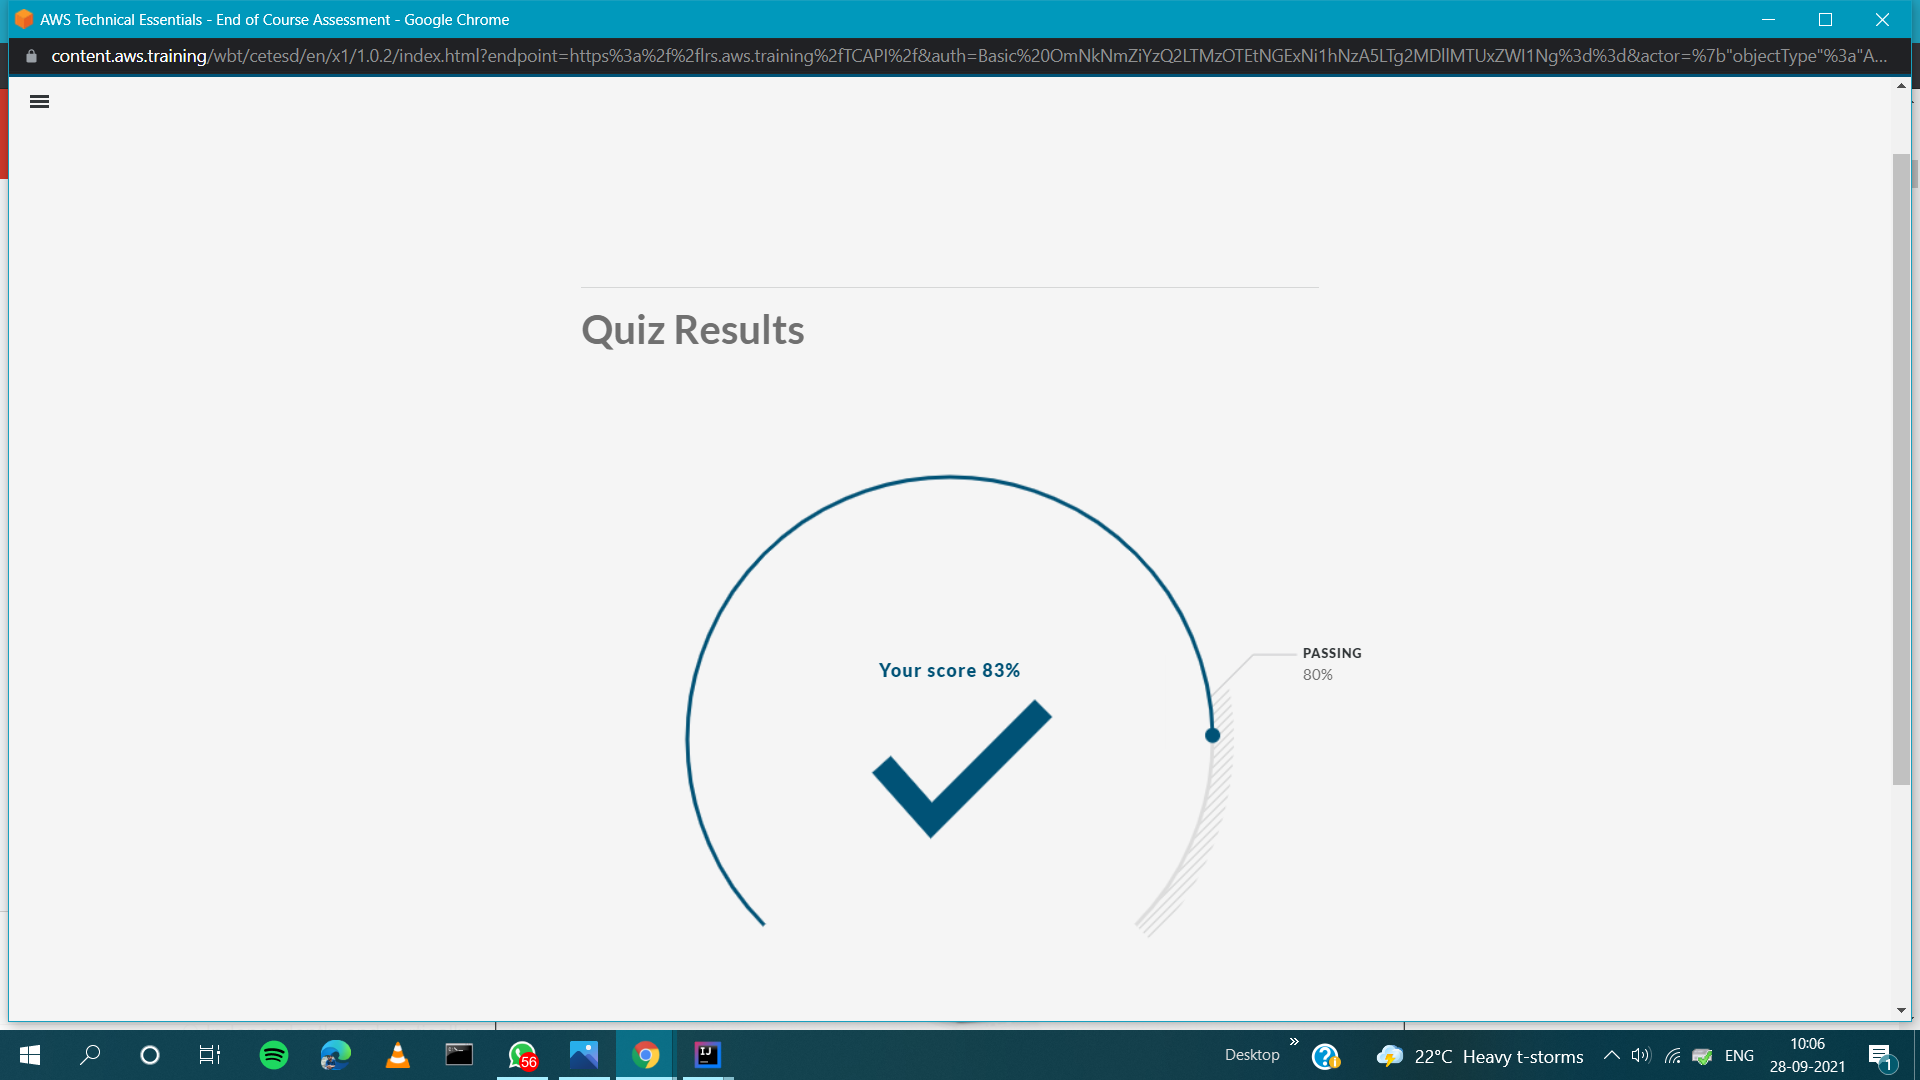 AWS Technical Essentials - End of Course Assessment - Google Chrome
content.aws.training/wbt/cetesd/en/x1/1.0.2/index.html?endpoint=https%3a%2f%2flrs.aws.training%2fTCAPI%2f&auth=Basic%20OmNkNmZiYzQ2LTMzOTEtNGExNi1hNzA5LTg2MDllMTUxZWI1Ng%3d%3d&actor=%7b"objectType"%3a"A...
Quiz Results
Your score 83%
PASSING
80%
56
IJ
Desktop
»
22°C Heavy t-storms
ENG
10:06
28-09-2021
1